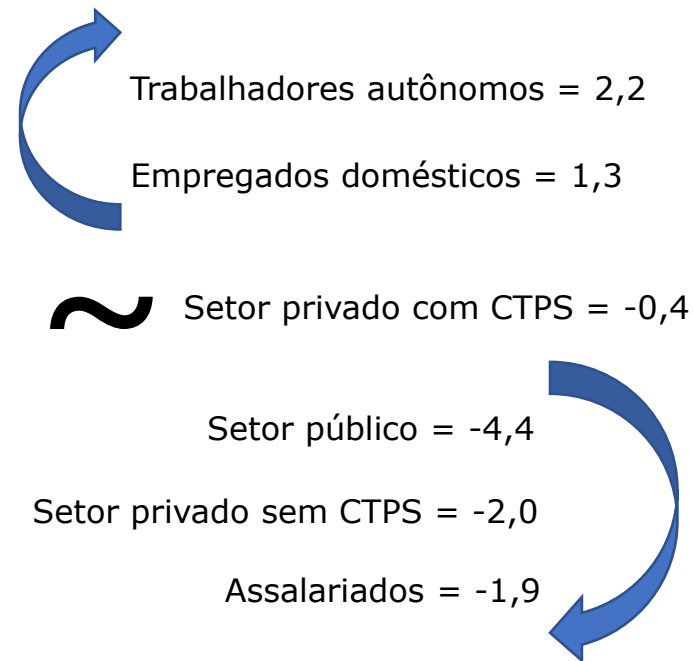 Trabalhadores autônomos = 2,2
Empregados domésticos = 1,3
~ Setor privado com CTPS = -0,4
Setor público = -4,4
Setor privado sem CTPS = -2,0
Assalariados = -1,9